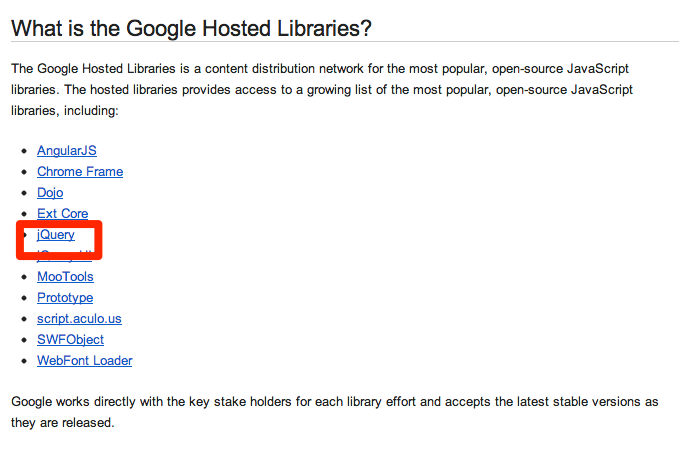 What is the Google Hosted Libraries?
The Google Hosted Libraries is a content distribution network for the most popular, open-source JavaScript
libraries. The hosted libraries provides access to a growing list of the most popular, open-source JavaScript
libraries, including:
AngularJS
Chrome Frame
Dojo
Ext Core
jQuery
MooTools
Prototype
script.aculo.us
SWFObject
WebFont Loader
Google works directly with the key stake holders for each library effort and accepts the latest stable versions as
they are released.